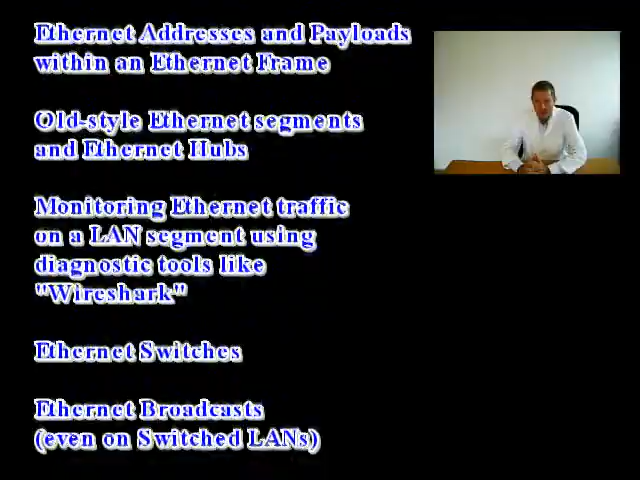 Ethernet Addresses and Payloads
within an Ethernet Frame
Old-style Ethernet segments
and Ethernet Hubs
Monitoring Ethernet traffic
on a LAN segment using
diagnostic tools like
"Wireshark"
Ethernet Switches
Ethernet Broadcasts
(even on Switched LANs)